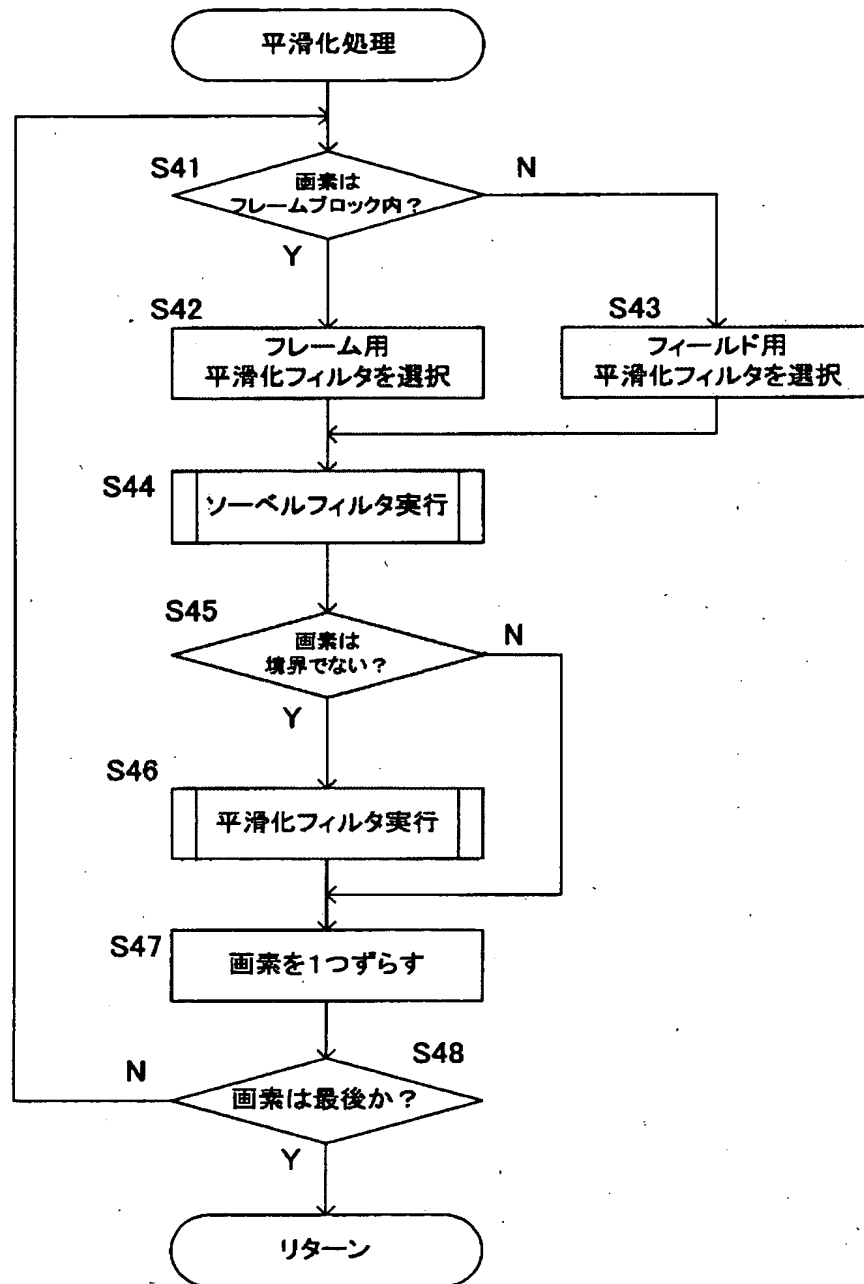 平滑化処理
S41
画素は
フレームブロック内?
N
Y
S42
フレーム用
平滑化フィルタを選択
S43
フィールド用
平滑化フィルタを選択
S44
ソーベルフィルタ実行
S45
画素は
境界でない?
N
Y
S46
平滑化フィルタ実行
S47
画素を1つずらす
S48
画素は最後か?
N
Y
リターン